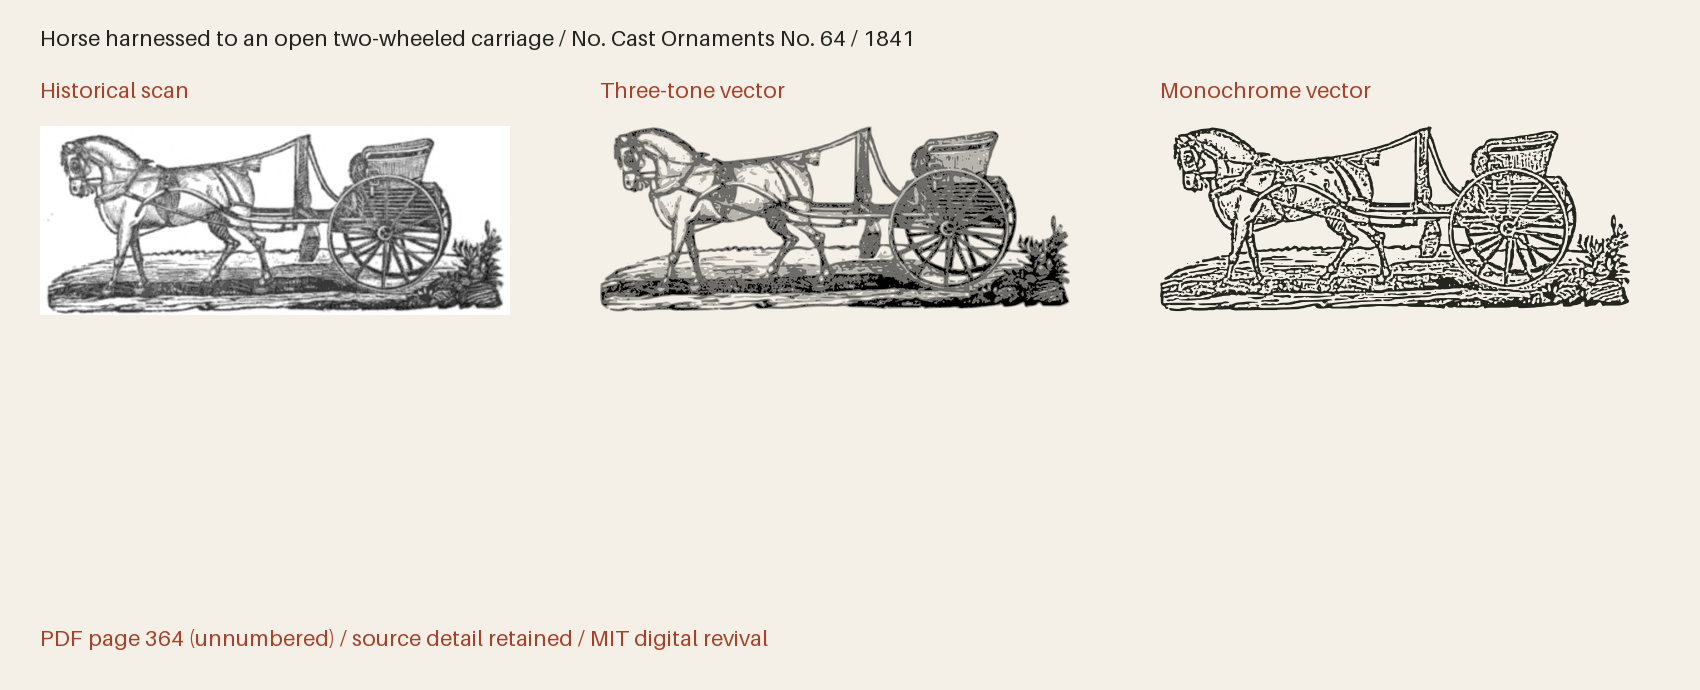 Horse harnessed to an open two-wheeled carriage / No. Cast Ornaments No. 64 / 1841
Historical scan
Three-tone vector
Monochrome vector
PDF page 364 (unnumbered) / source detail retained / MIT digital revival